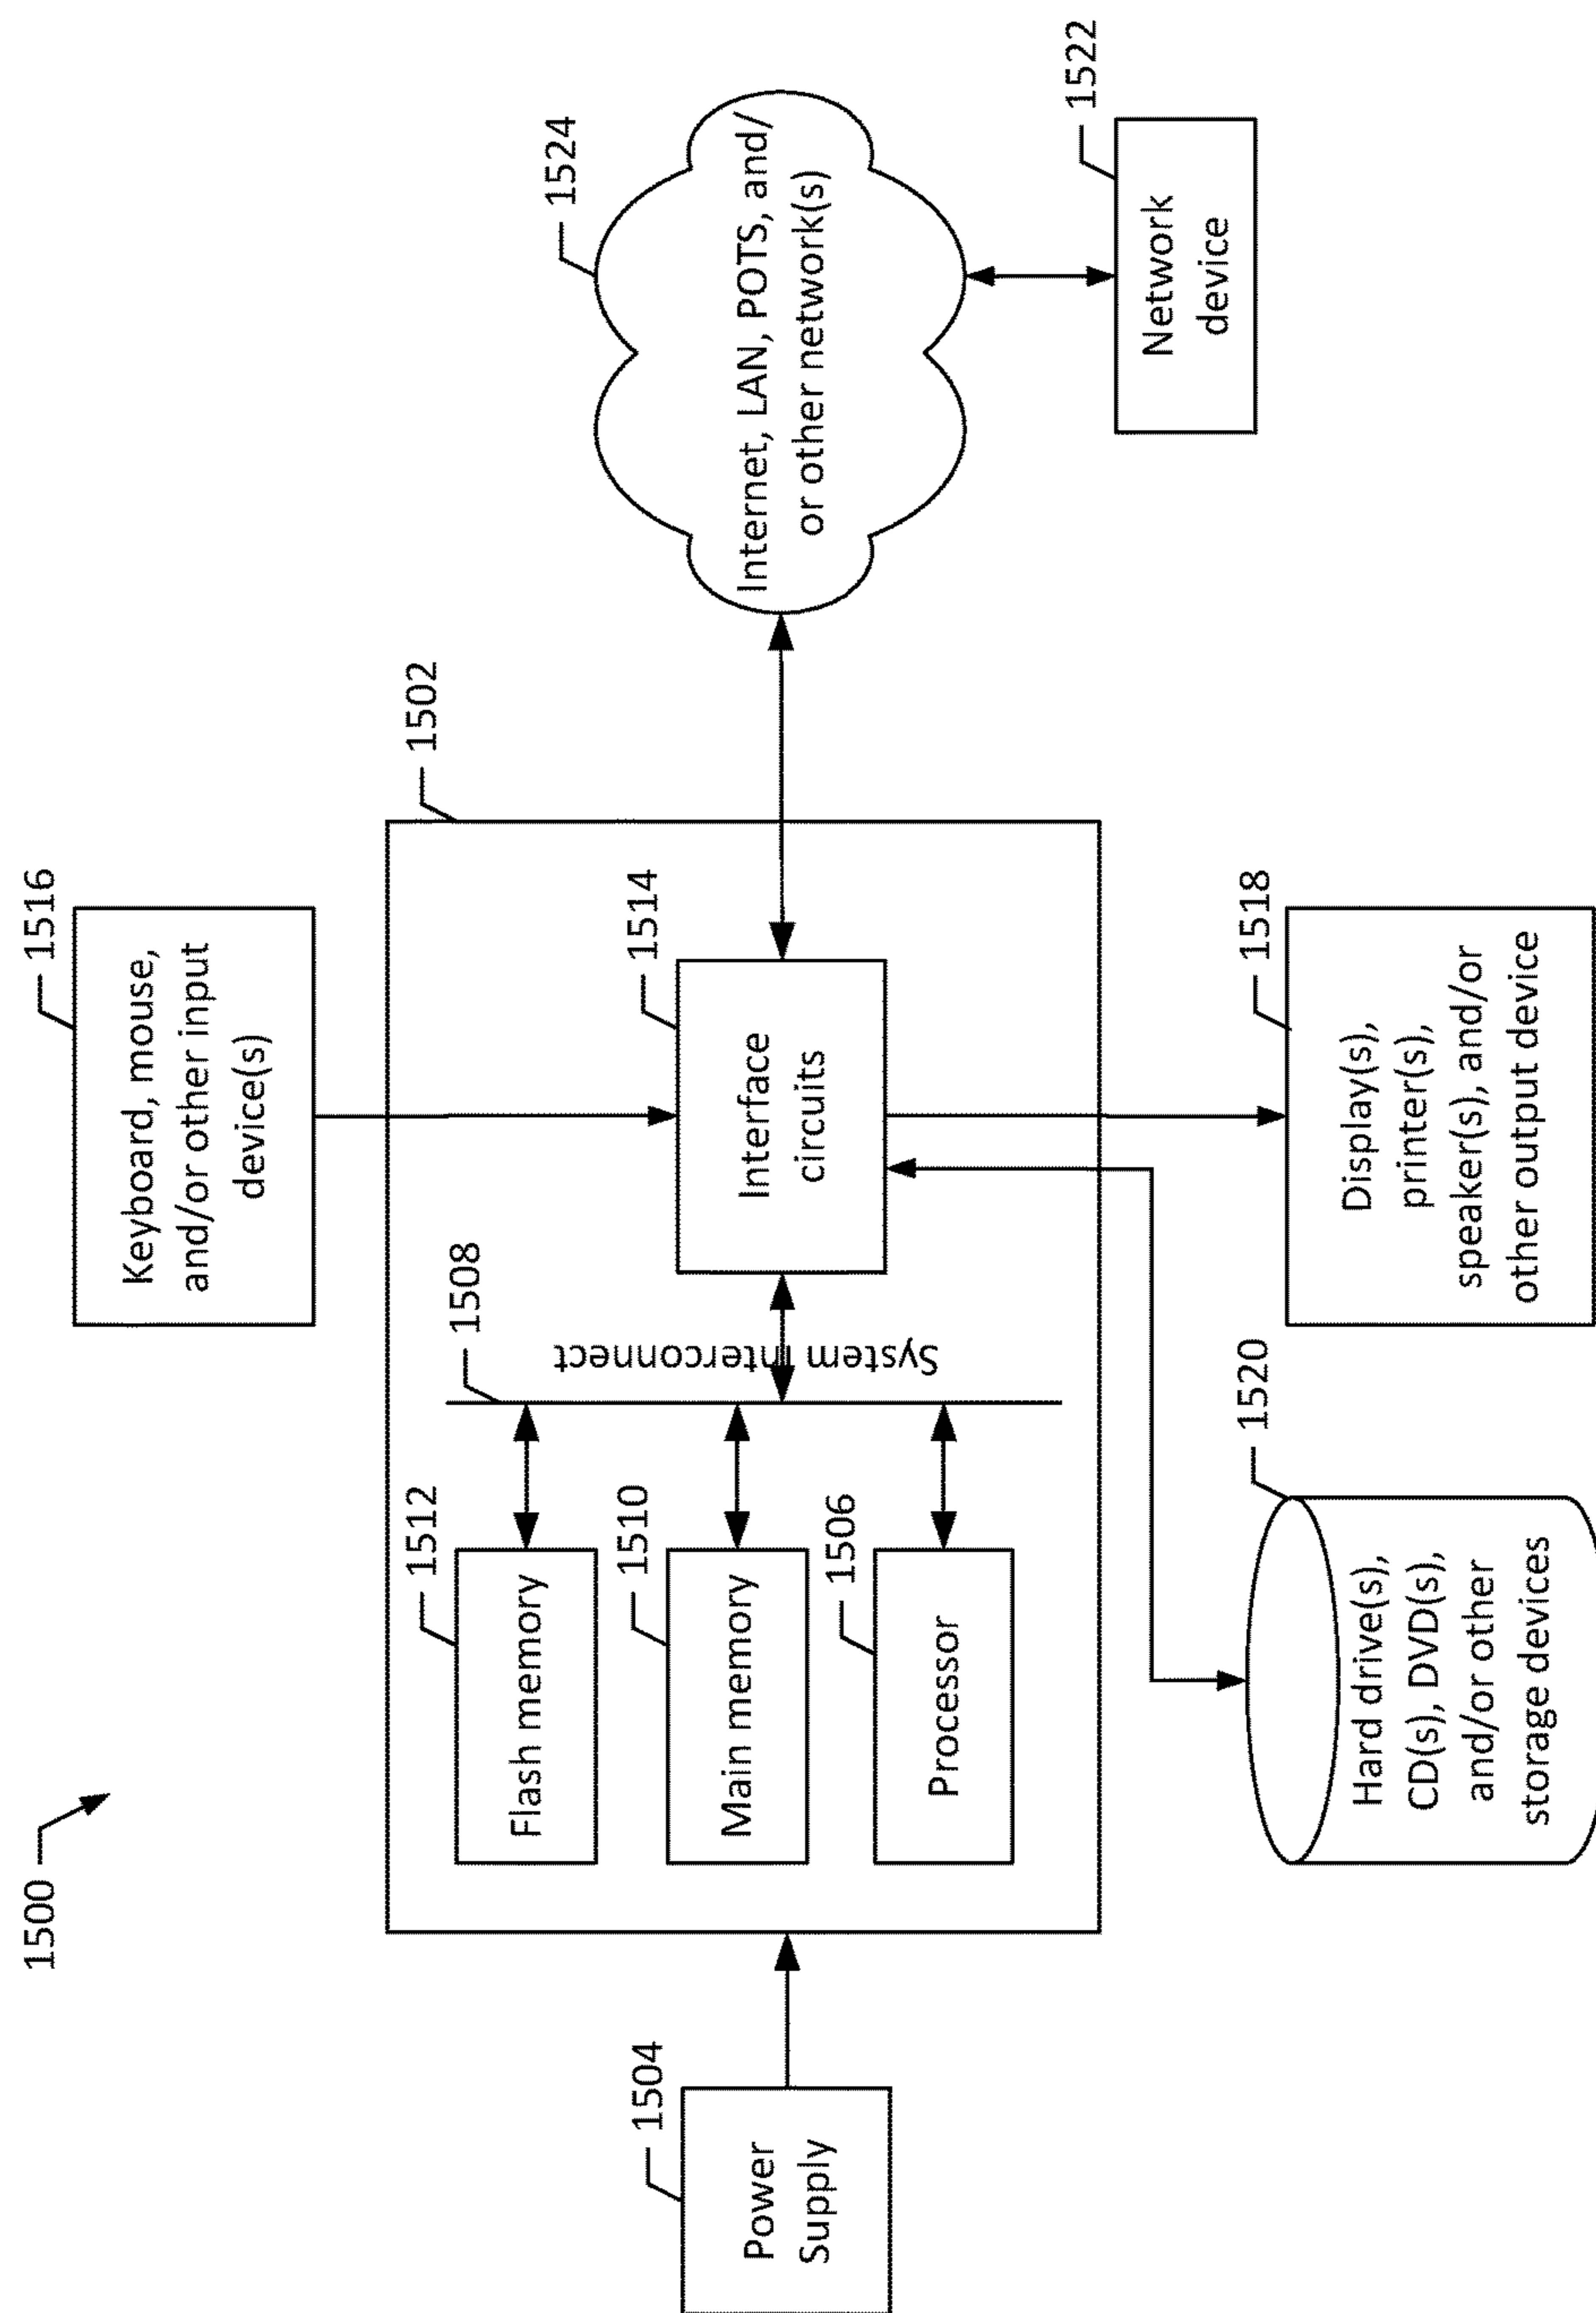 1500
1516
Keyboard, mouse,
and/or other input
device(s)
1502
1504
Power
Supply
1512
Flash memory
1510
Main memory
1506
Processor
1508
System Interconnect
1514
Interface
circuits
1524
Internet, LAN, POTS, and/
or other network(s)
1522
Network
device
1520
Hard drive(s),
CD(s), DVD(s),
and/or other
storage devices
1518
Display(s),
printer(s),
speaker(s), and/or
other output device